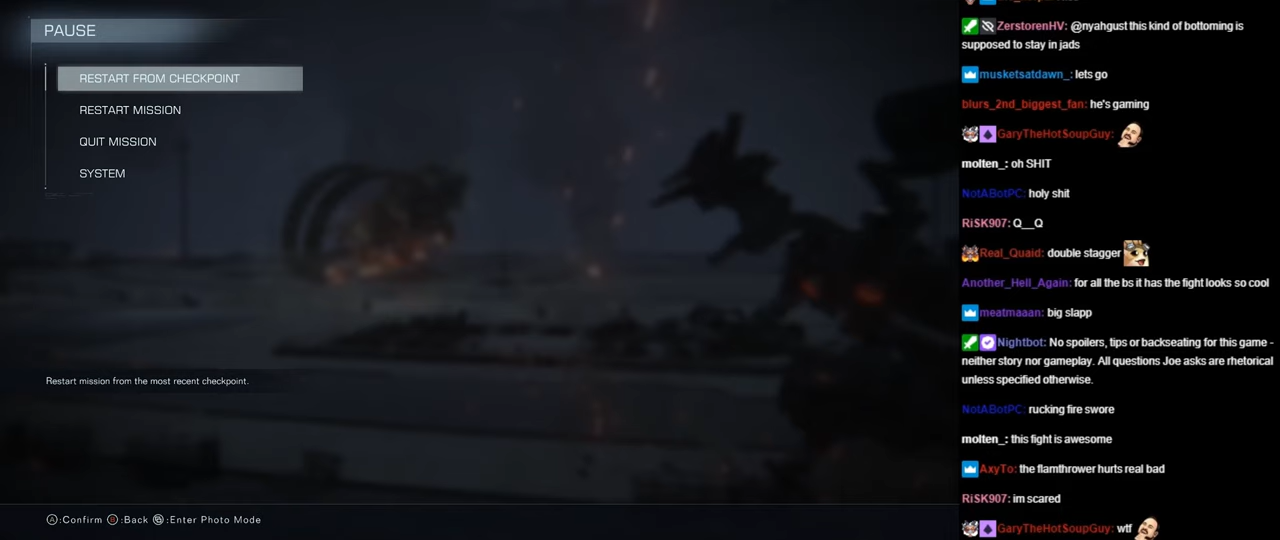 PAUSE
RESTART FROM CHECKPOINT
RESTART MISSION
QUIT MISSION
SYSTEM
Restart mission from the most recent checkpoint.
A:Confirm B:Back :Enter Photo Mode
ZerstorenHV: @nyahgust this kind of bottoming is
supposed to stay in jads
musketsatdawn_: lets go
blurs_2nd_biggest_fan: he's gaming
GaryTheHotSoupGuy:
molten_: oh SHIT
NotABotPC: holy shit
RiSK907: Q__Q
Real_Quaid: double stagger
Another_Hell_Again: for all the bs it has the fight looks so cool
meatmaaan: big slapp
Nightbot: No spoilers, tips or backseating for this game -
neither story nor gameplay. All questions Joe asks are rhetorical
unless specified otherwise.
NotABotPC: rucking fire swore
molten_: this fight is awesome
AxyTo: the flamthrower hurts real bad
RiSK907: im scared
GaryTheHotSoupGuy: wtf